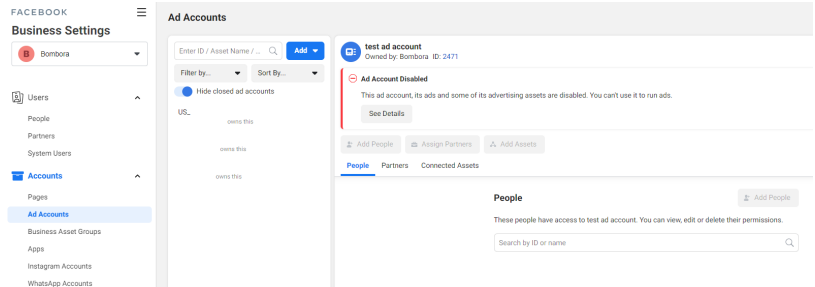 FACEBOOK
Business Settings
B Bombora
Users
People
Partners
System Users
Accounts
Pages
Ad Accounts
Business Asset Groups
Apps
Instagram Accounts
WhatsApp Accounts
Ad Accounts
Enter ID / Asset Name / ...
Add
Filter by...
Sort By...
Hide closed ad accounts
US_
owns this
owns this
owns this
test ad account
Owned by: Bombora ID: 2471
Ad Account Disabled
This ad account, its ads and some of its advertising assets are disabled. You can't use it to run ads.
See Details
Add People
Assign Partners
Add Assets
People
Partners
Connected Assets
People
Add People
These people have access to test ad account. You can view, edit or delete their permissions.
Search by ID or name